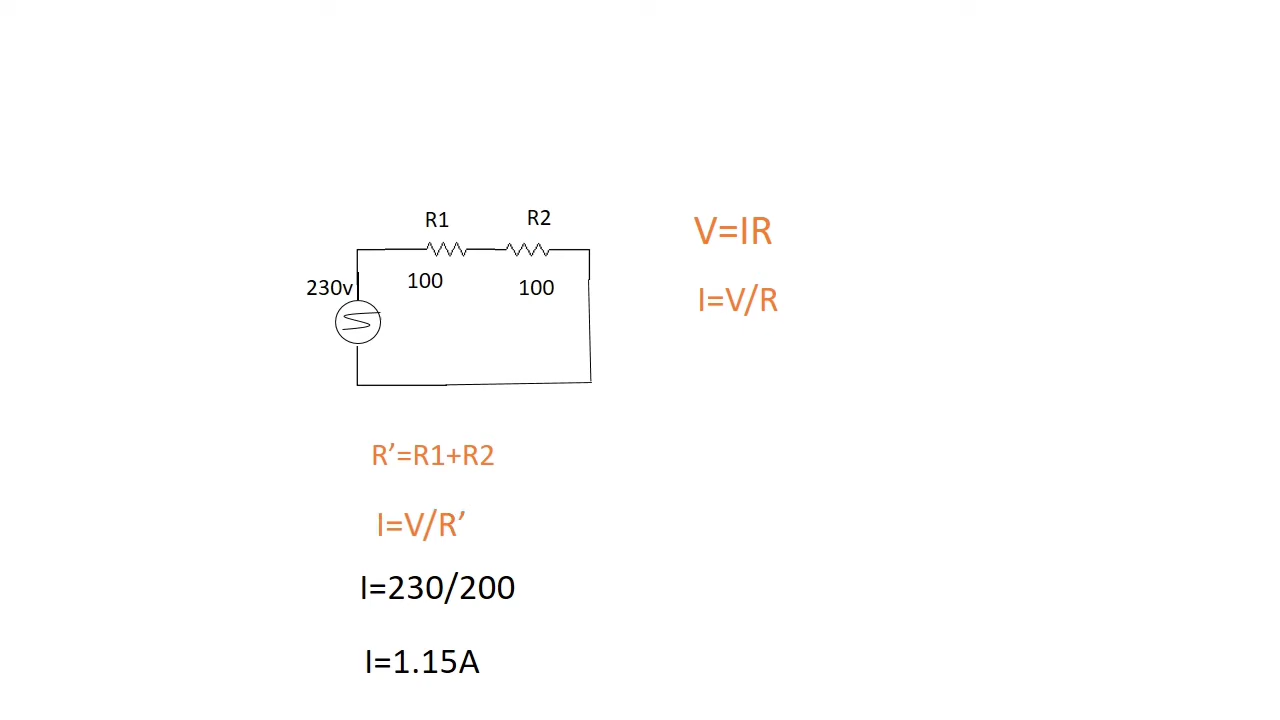 R1
R2
230v
100
100
V=IR
I=V/R
R’=R1+R2
I=V/R’
I=230/200
I=1.15A